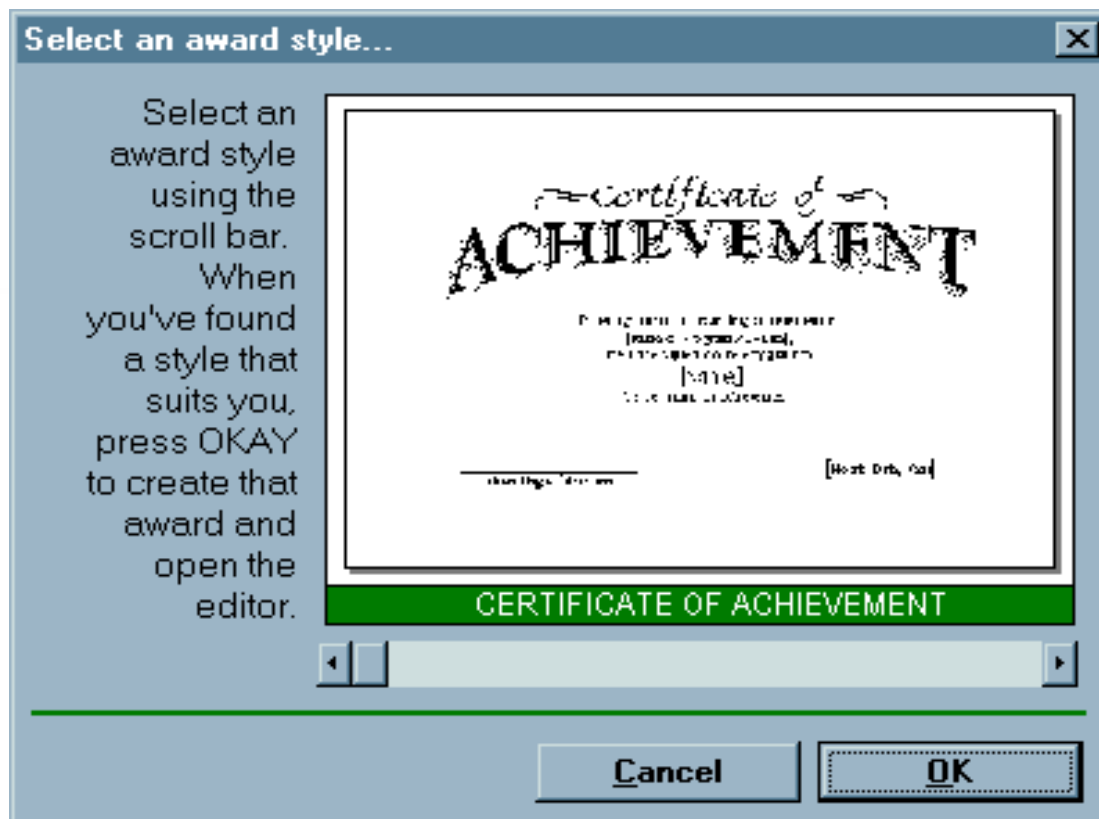 Select an award style...
Select an
award style
using the
scroll bar.
When
you've found
a style that
suits you,
press OKAY
to create that
award and
open the
editor.
Certificate of
ACHIEVEMENT
CERTIFICATE OF ACHIEVEMENT
Cancel
OK